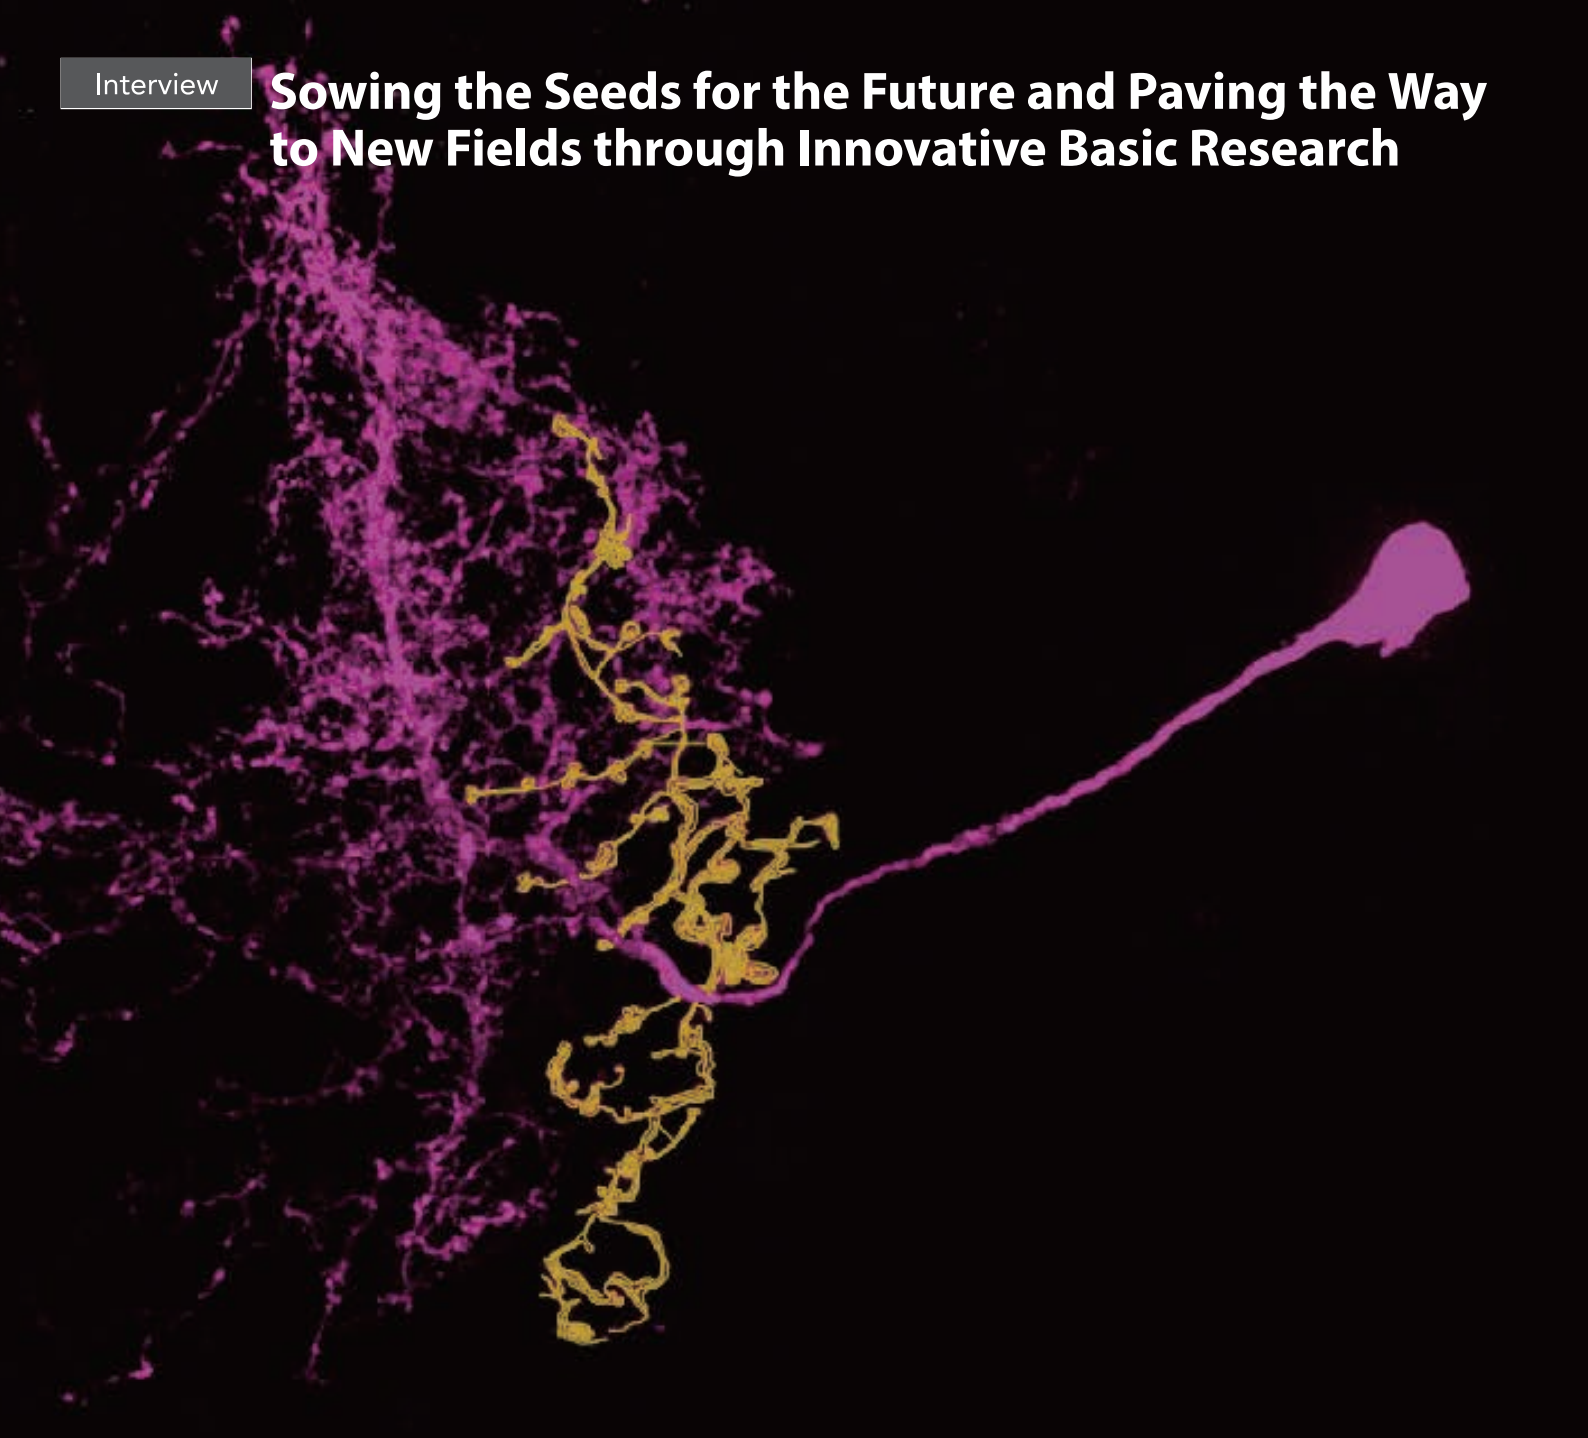 Interview
Sowing the Seeds for the Future and Paving the Way
to New Fields through Innovative Basic Research